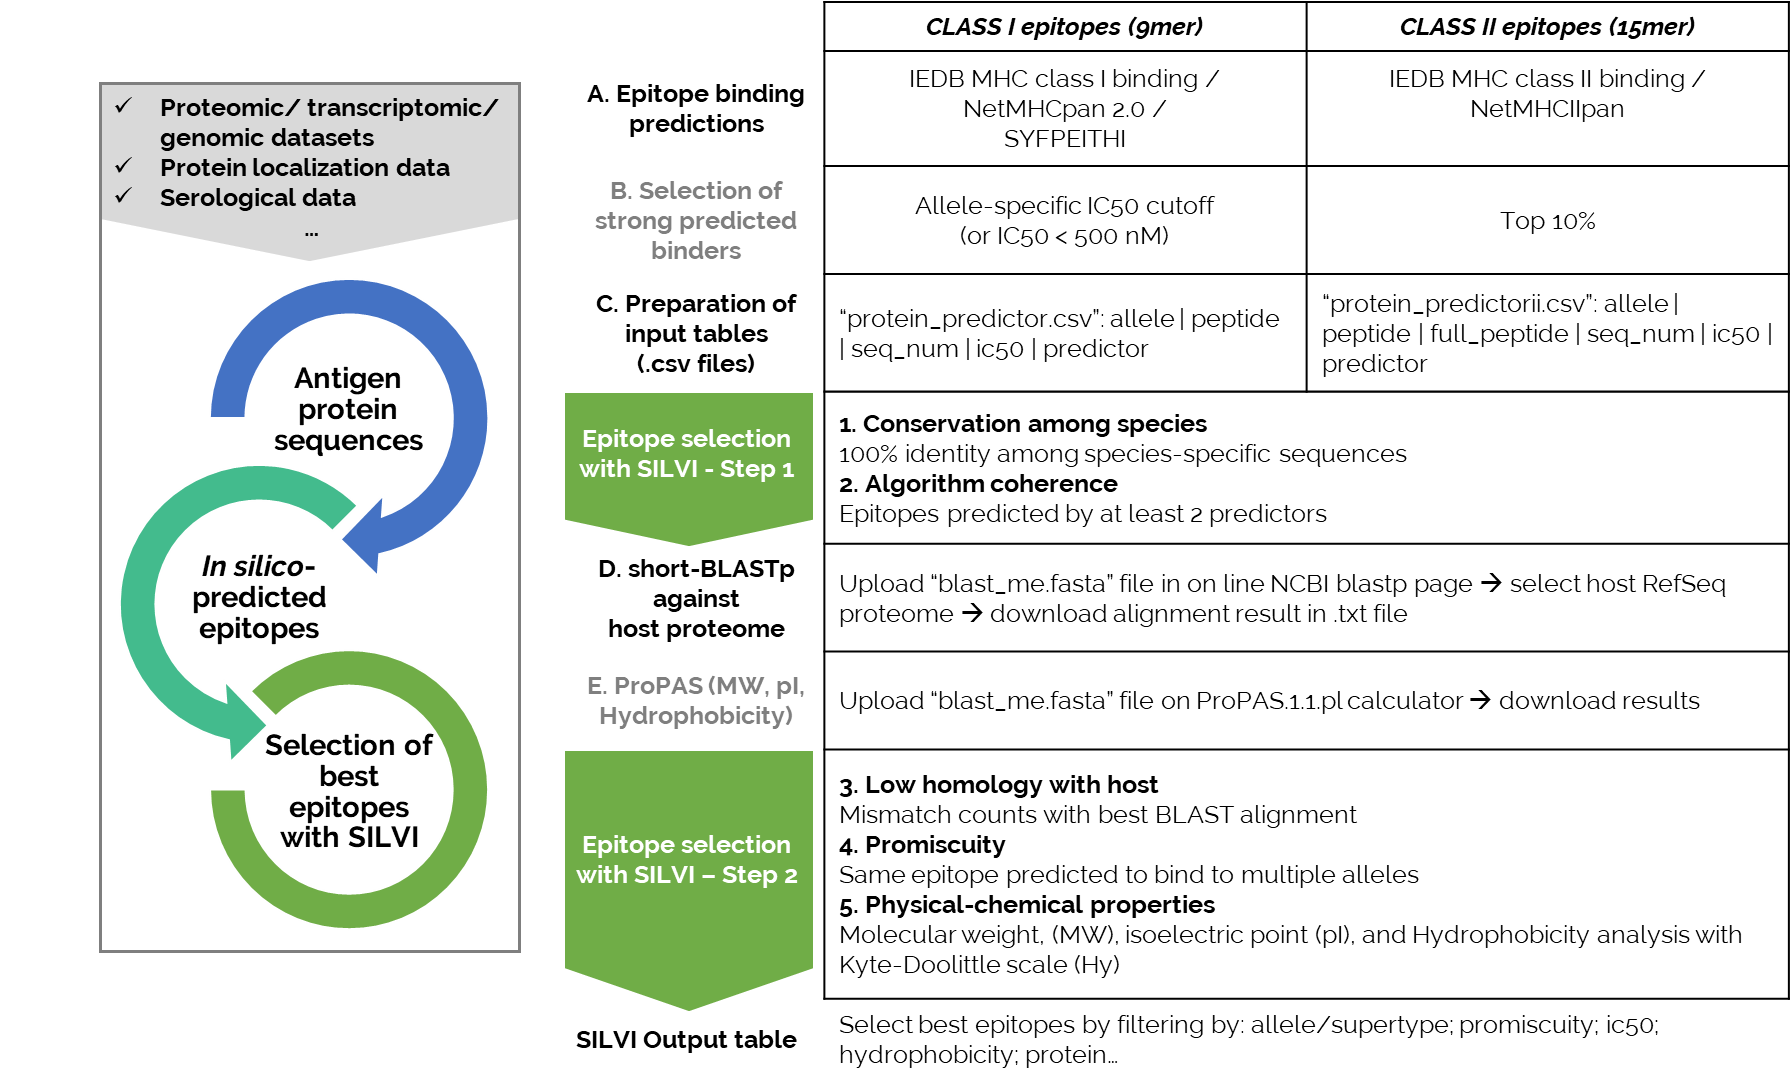 ✓ Proteomic/ transcriptomic/
genomic datasets
✓ Protein localization data
✓ Serological data
...
Antigen
protein
sequences
In silico-
predicted
epitopes
Selection of
best
epitopes
with SILVI
CLASS I epitopes (9mer)
CLASS II epitopes (15mer)
A. Epitope binding
predictions
IEDB MHC class I binding /
NetMHCpan 2.0 /
SYFPEITHI
IEDB MHC class II binding /
NetMHCIIpan
B. Selection of
strong predicted
binders
Allele-specific IC50 cutoff
(or IC50 < 500 nM)
Top 10%
C. Preparation of
input tables
(.csv files)
“protein_predictor.csv”: allele | peptide
| seq_num | ic50 | predictor
“protein_predictorii.csv”: allele |
peptide | full_peptide | seq_num | ic50 |
predictor
Epitope selection
with SILVI - Step 1
1. Conservation among species
100% identity among species-specific sequences
2. Algorithm coherence
Epitopes predicted by at least 2 predictors
D. short-BLASTp
against
host proteome
Upload “blast_me.fasta” file in on line NCBI blastp page → select host RefSeq
proteome → download alignment result in .txt file
E. ProPAS (MW, pI,
Hydrophobicity)
Upload “blast_me.fasta” file on ProPAS.1.1.pl calculator → download results
Epitope selection
with SILVI – Step 2
3. Low homology with host
Mismatch counts with best BLAST alignment
4. Promiscuity
Same epitope predicted to bind to multiple alleles
5. Physical-chemical properties
Molecular weight, (MW), isoelectric point (pI), and Hydrophobicity analysis with
Kyte-Doolittle scale (Hy)
SILVI Output table
Select best epitopes by filtering by: allele/supertype; promiscuity; ic50;
hydrophobicity; protein...